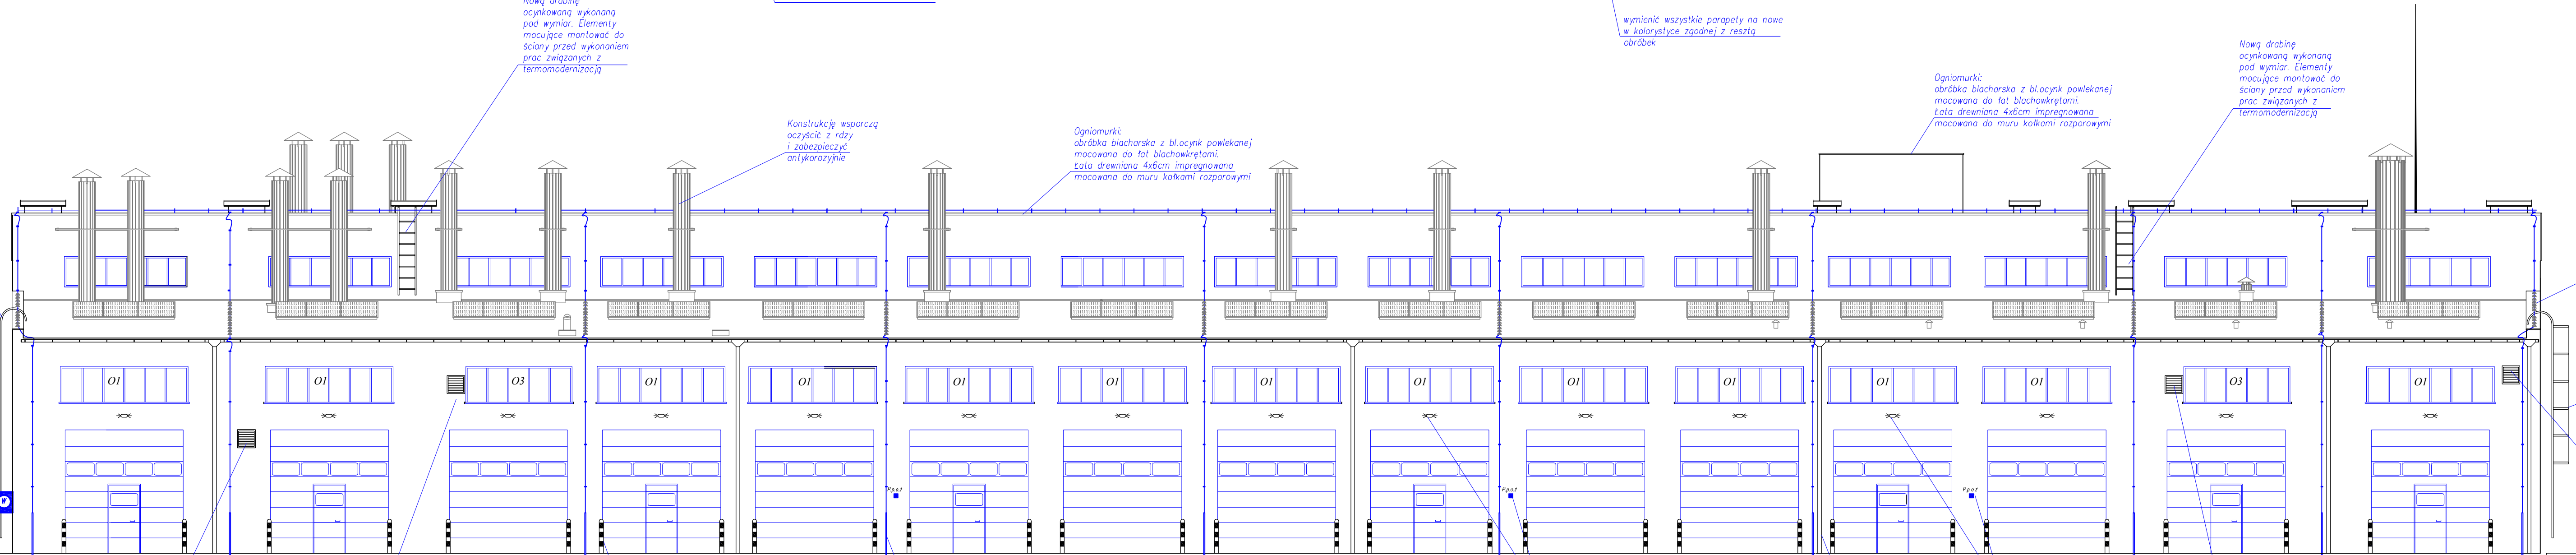 Nową drabinę
ocynkowaną wykonaną
pod wymiar. Elementy
mocujące montować do
ściany przed wykonaniem
prac związanych z
termomodernizacją
wymienić wszystkie parapety na nowe
w kolorystyce zgodnej z resztą
obróbek
Nową drabinę
ocynkowaną wykonaną
pod wymiar. Elementy
mocujące montować do
ściany przed wykonaniem
prac związanych z
termomodernizacją
Ogniomurki:
obróbka blacharska z bl.ocynk powlekanej
mocowana do łat blachowkrętami.
Łata drewniana 4x6cm impregnowana
mocowana do muru kołkami rozporowymi
Konstrukcję wsporczą
oczyścić z rdzy
i zabezpieczyć
antykorozyjnie
Ogniomurki:
obróbka blacharska z bl.ocynk powlekanej
mocowana do łat blachowkrętami.
Łata drewniana 4x6cm impregnowana
mocowana do muru kołkami rozporowymi
O1
O1
O3
O1
O1
O1
O1
O1
O1
O1
O1
O1
O1
O3
O1
W
Ppoż
Ppoż
Ppoż